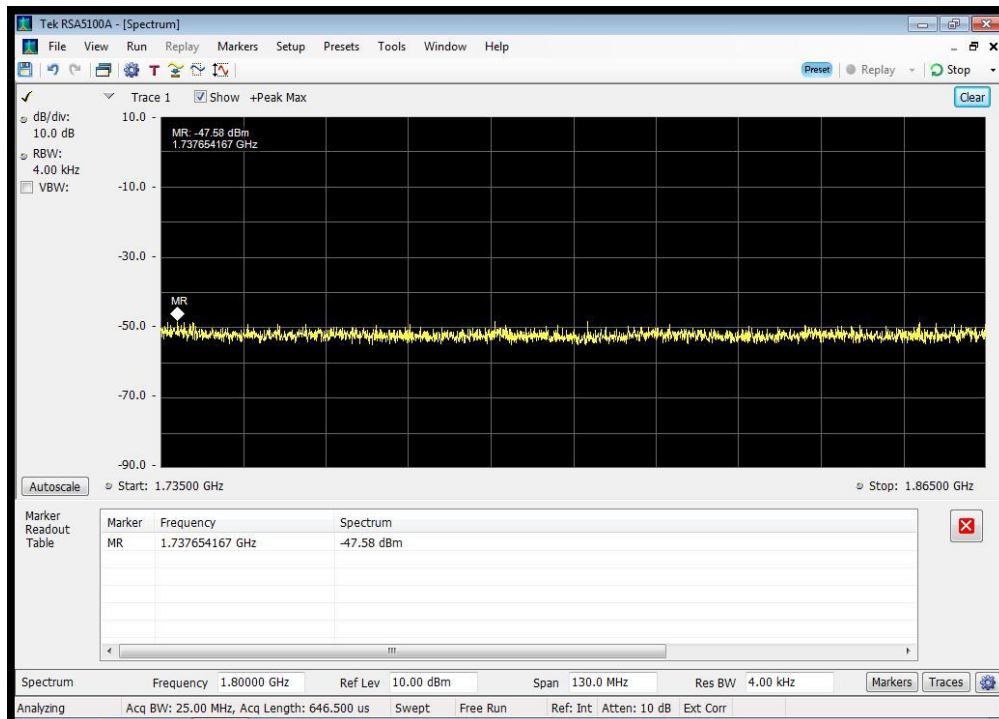 Tek RSA5100A - [Spectrum]
File View Run Replay Markers Setup Presets Tools Window Help
T Preset Replay Stop
Trace 1 Show +Peak Max Clear
dB/div:
10.0 dB
RBW:
4.00 kHz
VBW:
10.0
-10.0
-30.0
-50.0
-70.0
-90.0
MR: -47.58 dBm
1.737654167 GHz
MR
Autoscale Start: 1.73500 GHz Stop: 1.86500 GHz
Marker
Readout
Table
Marker Frequency Spectrum
MR 1.737654167 GHz -47.58 dBm
Spectrum Frequency 1.80000 GHz Ref Lev 10.00 dBm Span 130.0 MHz Res BW 4.00 kHz Markers Traces
Analyzing Acq BW: 25.00 MHz, Acq Length: 646.500 us Swept Free Run Ref: Int Atten: 10 dB Ext Corr